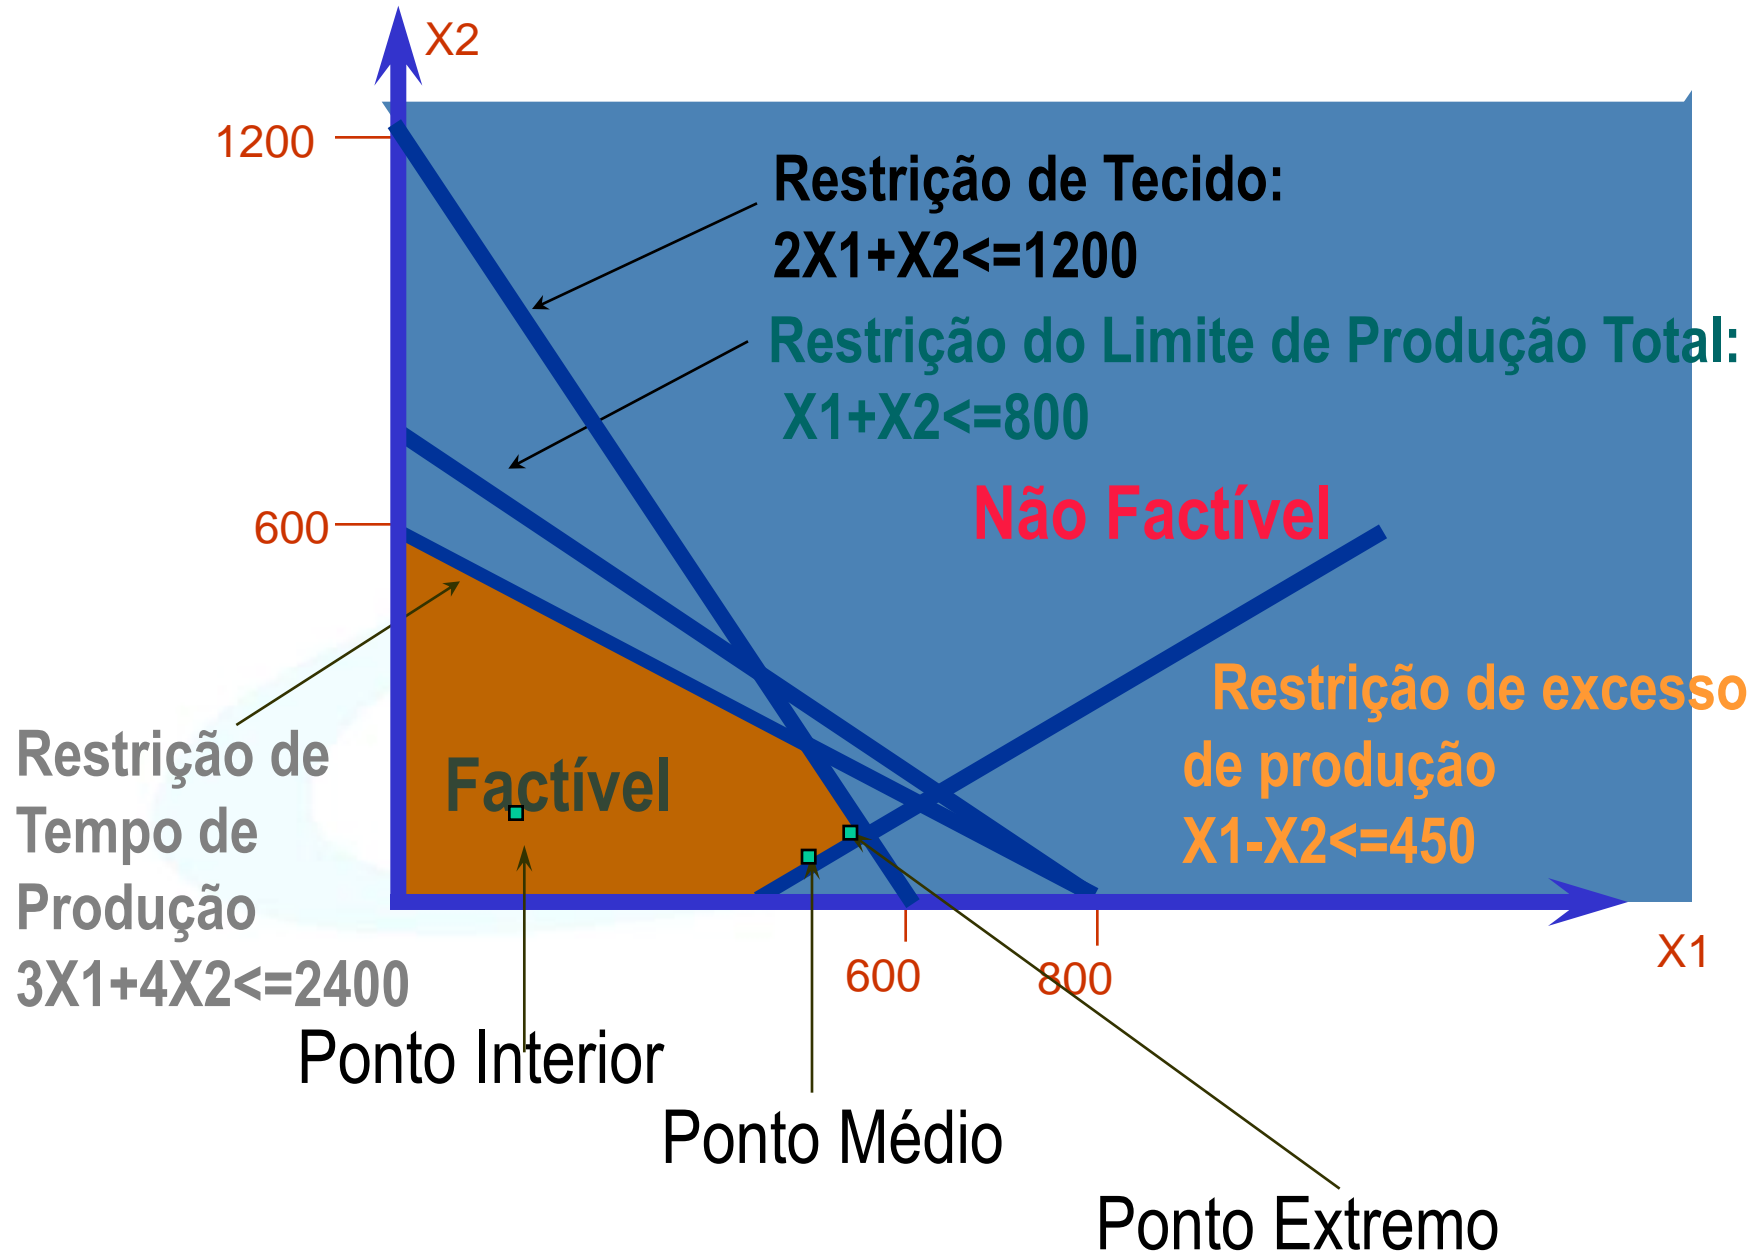 X2
1200
Restrição de Tecido:
2X1+X2<=1200
Restrição do Limite de Produção Total:
X1+X2<=800
Não Factível
600
Restrição de excesso
de produção
X1-X2<=450
Restrição de
Tempo de
Produção
3X1+4X2<=2400
Factível
X1
600
800
Ponto Interior
Ponto Médio
Ponto Extremo